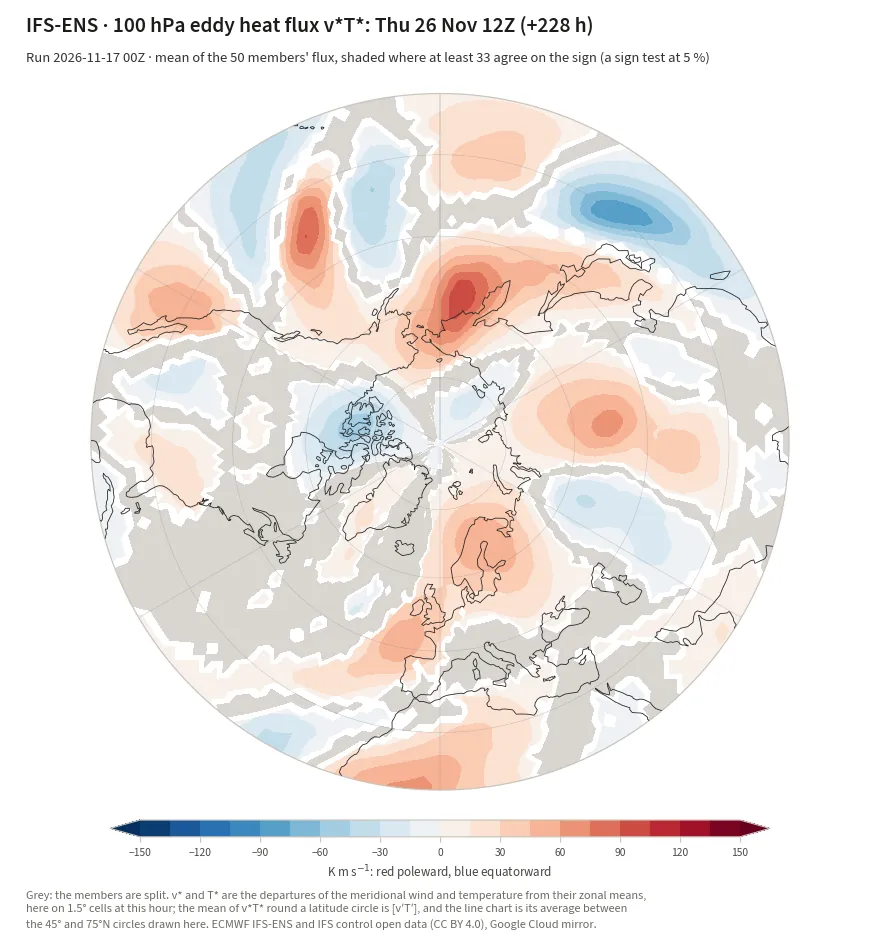 IFS-ENS · 100 hPa eddy heat flux v*T*: Thu 26 Nov 12Z (+228 h)
Run 2026-11-17 00Z · mean of the 50 members' flux, shaded where at least 33 agree on the sign (a sign test at 5 %)
−150 −120 −90 −60 −30 0 30 60 90 120 150
K m s⁻¹: red poleward, blue equatorward
Grey: the members are split. v* and T* are the departures of the meridional wind and temperature from their zonal means,
here on 1.5° cells at this hour; the mean of v*T* round a latitude circle is [v′T′], and the line chart is its average between
the 45° and 75°N circles drawn here. ECMWF IFS-ENS and IFS control open data (CC BY 4.0), Google Cloud mirror.